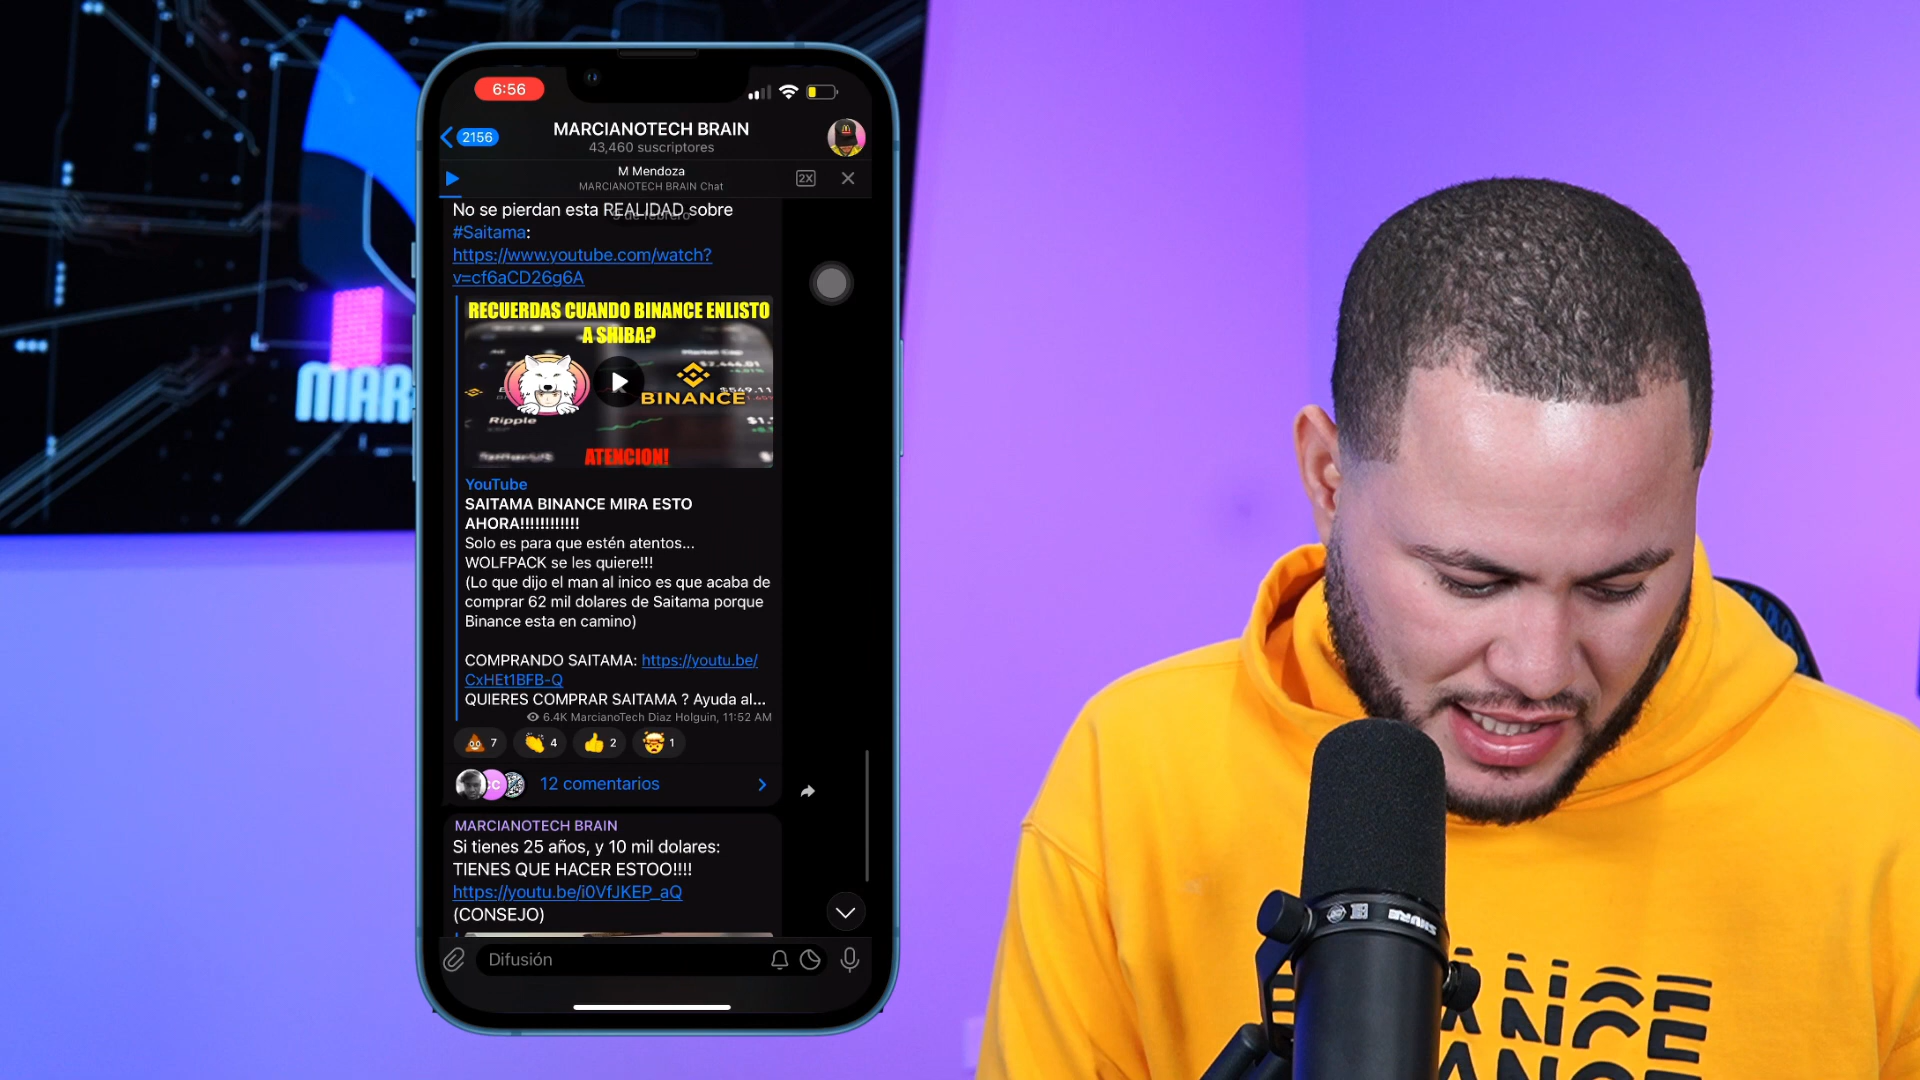 6:56
2156
MARCIANOTECH BRAIN
43,460 suscriptores
M Mendoza
MARCIANOTECH BRAIN Chat
2X
No se pierdan esta REALIDAD sobre
#Saitama:
https://www.youtube.com/watch?
v=cf6aCD26g6A
RECUERDAS CUANDO BINANCE ENLISTO
A SHIBA?
BINANCE
Ripple
ATENCION!
YouTube
SAITAMA BINANCE MIRA ESTO
AHORA!!!!!!!!!!!!
Solo es para que estén atentos...
WOLFPACK se les quiere!!!
(Lo que dijo el man al inico es que acaba de
comprar 62 mil dolares de Saitama porque
Binance esta en camino)
COMPRANDO SAITAMA: https://youtu.be/
CxHEt1BFB-Q
QUIERES COMPRAR SAITAMA ? Ayuda al...
6.4K MarcianoTech Diaz Holguin, 11:52 AM
7 4 2 1
12 comentarios
MARCIANOTECH BRAIN
Si tienes 25 años, y 10 mil dolares:
TIENES QUE HACER ESTOO!!!!
https://youtu.be/i0VfJKEP_aQ
(CONSEJO)
Difusión
MAR
SHURE